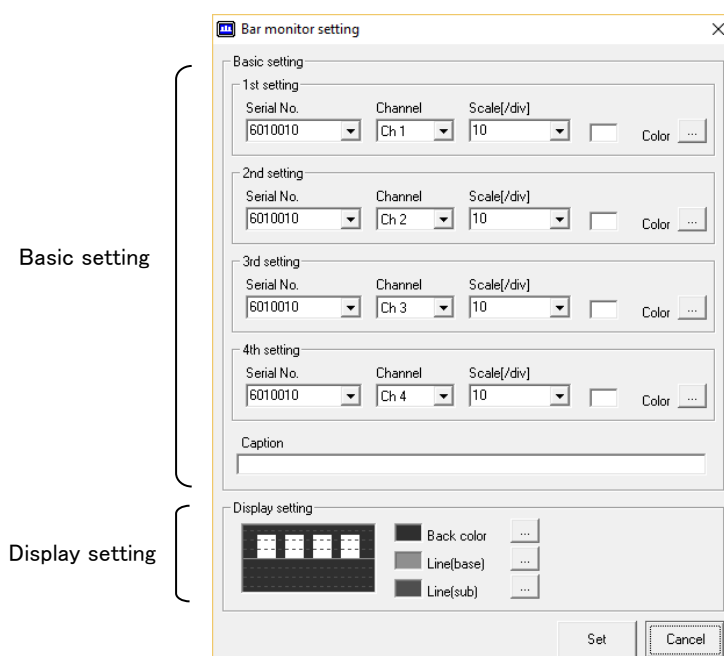 Bar monitor setting
Basic setting
1st setting
Serial No. Channel Scale[/div]
6010010 Ch 1 10 Color ...
2nd setting
Serial No. Channel Scale[/div]
6010010 Ch 2 10 Color ...
3rd setting
Serial No. Channel Scale[/div]
6010010 Ch 3 10 Color ...
4th setting
Serial No. Channel Scale[/div]
6010010 Ch 4 10 Color ...
Caption
Display setting
Back color ...
Line(base) ...
Line(sub) ...
Set Cancel
Basic setting
Display setting